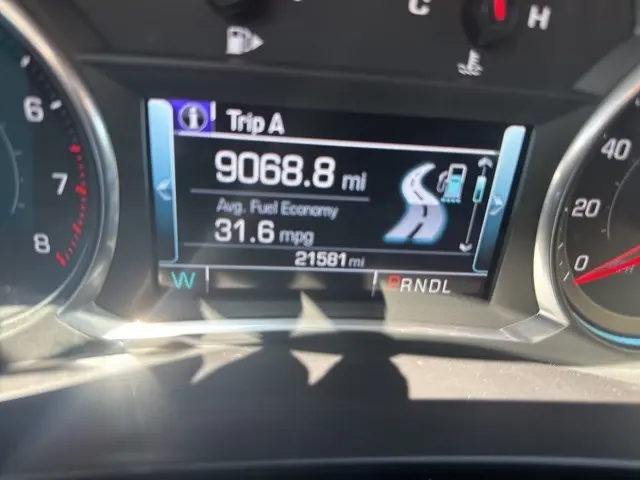 C H
6
7
8
i Trip A
9068.8 mi
Avg. Fuel Economy
31.6 mpg
21581 mi
W PRNDL
40
20
0